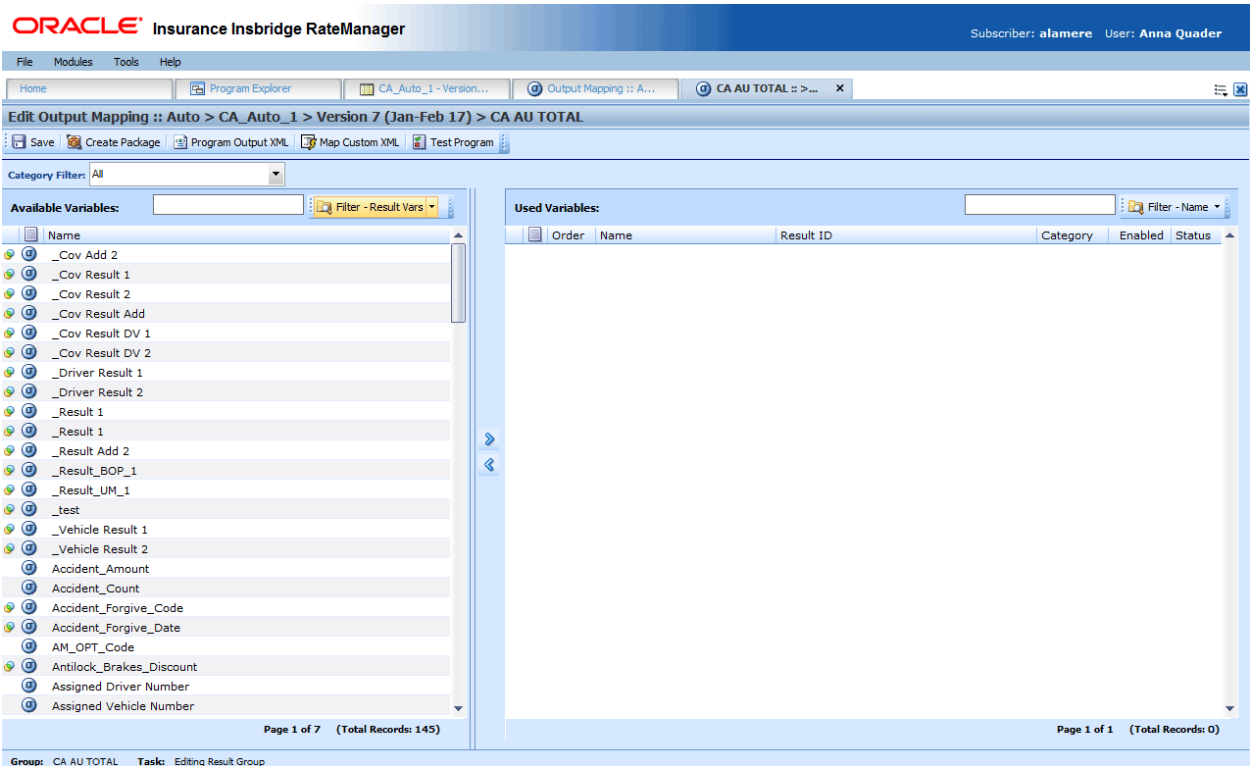 ORACLE® Insurance Insbridge RateManager
Subscriber: alamere User: Anna Quader
File Modules Tools Help
Home Program Explorer CA_Auto_1 - Version... Output Mapping :: A... CA AU TOTAL :: >... x
Edit Output Mapping :: Auto > CA_Auto_1 > Version 7 (Jan-Feb 17) > CA AU TOTAL
Save Create Package Program Output XML Map Custom XML Test Program
Category Filter: All
Available Variables: Filter - Result Vars Used Variables: Filter - Name
Name Order Name Result ID Category Enabled Status
_Cov Add 2
_Cov Result 1
_Cov Result 2
_Cov Result Add
_Cov Result DV 1
_Cov Result DV 2
_Driver Result 1
_Driver Result 2
_Result 1
_Result 1
_Result Add 2
_Result_BOP_1
_Result_UM_1
_test
_Vehicle Result 1
_Vehicle Result 2
Accident_Amount
Accident_Count
Accident_Forgive_Code
Accident_Forgive_Date
AM_OPT_Code
Antilock_Brakes_Discount
Assigned Driver Number
Assigned Vehicle Number
Page 1 of 7 (Total Records: 145) Page 1 of 1 (Total Records: 0)
Group: CA AU TOTAL Task: Editing Result Group